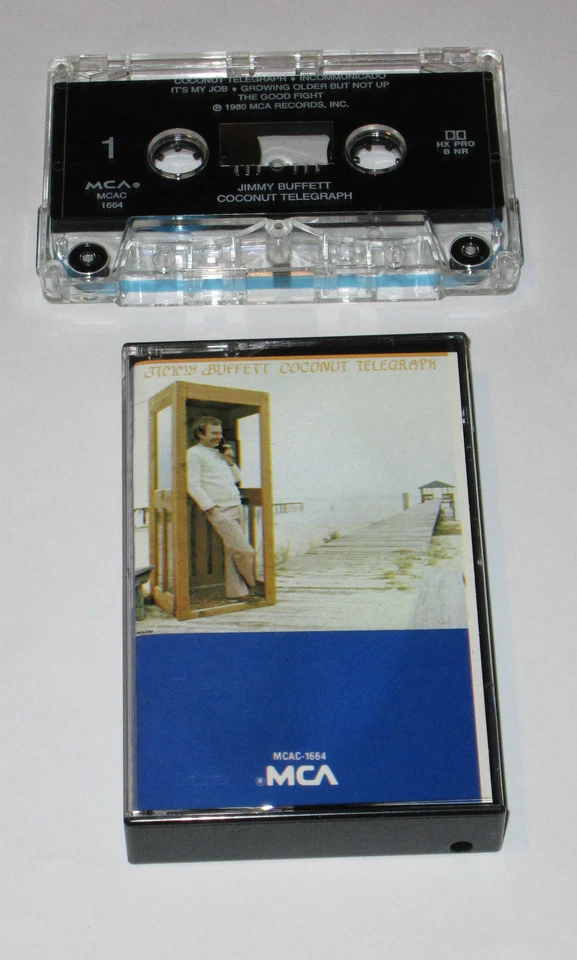 COCONUT TELEGRAPH • INCOMMUNICADO
IT'S MY JOB • GROWING OLDER BUT NOT UP
THE GOOD FIGHT
℗ 1980 MCA RECORDS, INC.
1
HX PRO
B NR
MCA®
MCAC
1664
JIMMY BUFFETT
COCONUT TELEGRAPH
JIMMY BUFFETT COCONUT TELEGRAPH
MCAC-1664
®MCA